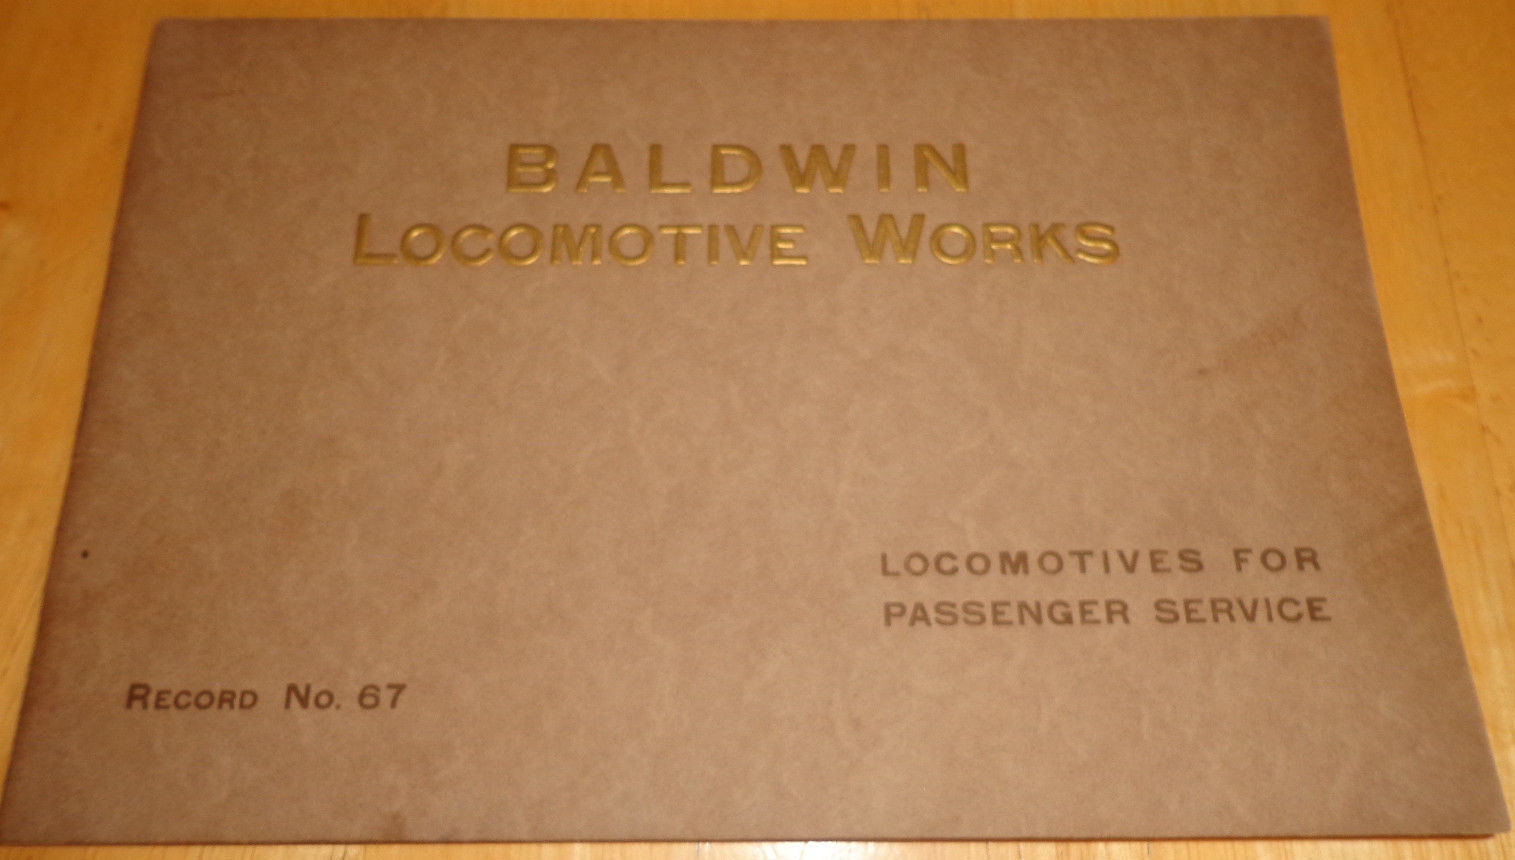 BALDWIN
LOCOMOTIVE WORKS
LOCOMOTIVES FOR
PASSENGER SERVICE
RECORD NO. 67